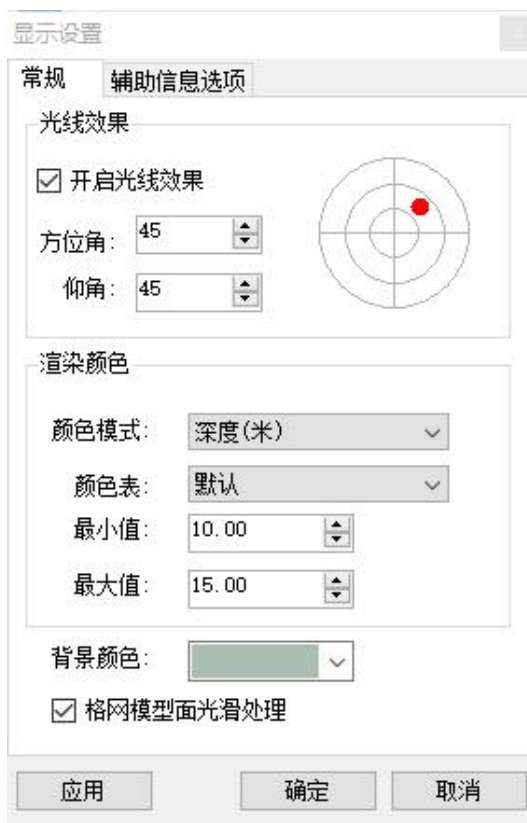 显示设置
常规 辅助信息选项
光线效果
开启光线效果
方位角: 45
仰角: 45
渲染颜色
颜色模式: 深度(米)
颜色表: 默认
最小值: 10.00
最大值: 15.00
背景颜色:
格网模型面光滑处理
应用 确定 取消